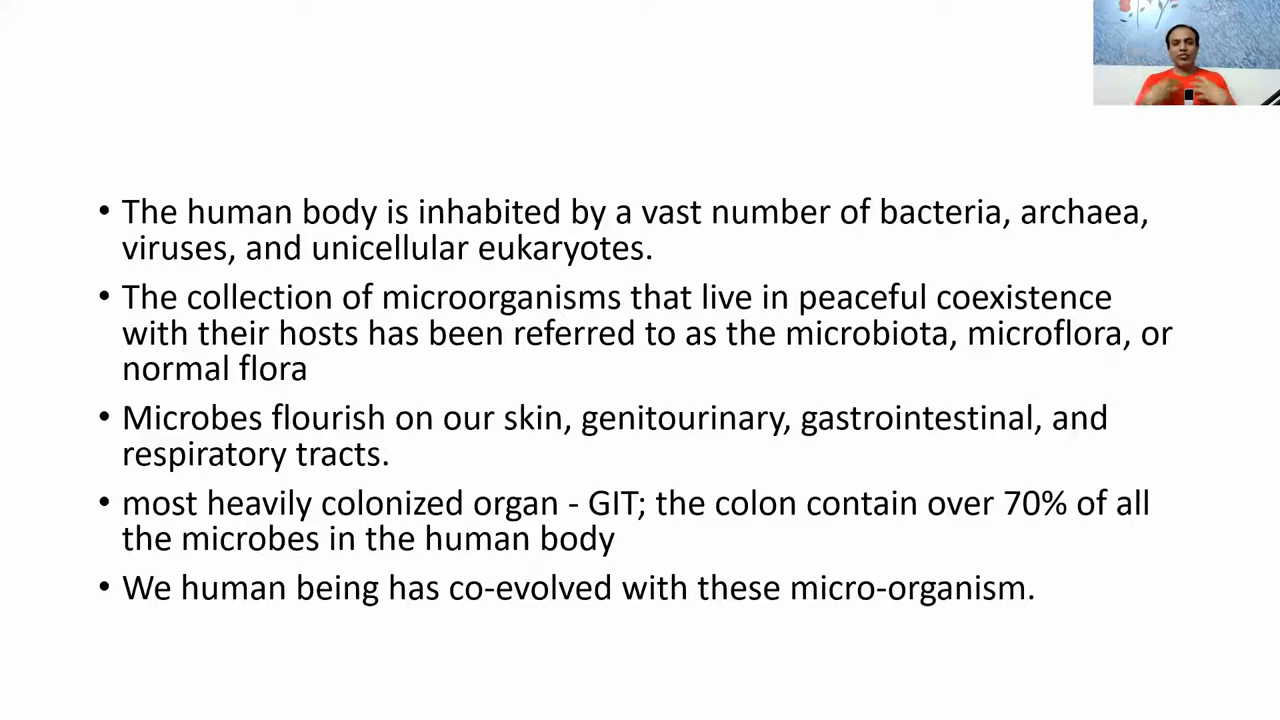 • The human body is inhabited by a vast number of bacteria, archaea,
viruses, and unicellular eukaryotes.
• The collection of microorganisms that live in peaceful coexistence
with their hosts has been referred to as the microbiota, microflora, or
normal flora
• Microbes flourish on our skin, genitourinary, gastrointestinal, and
respiratory tracts.
• most heavily colonized organ - GIT; the colon contain over 70% of all
the microbes in the human body
• We human being has co-evolved with these micro-organism.